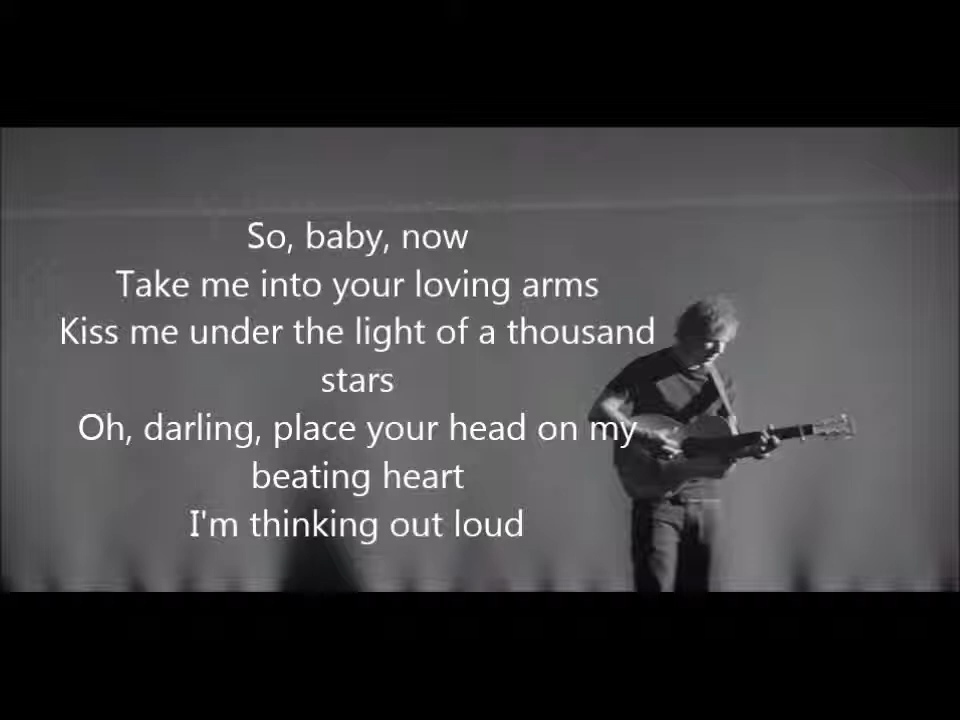 So, baby, now
Take me into your loving arms
Kiss me under the light of a thousand
stars
Oh, darling, place your head on my
beating heart
I'm thinking out loud